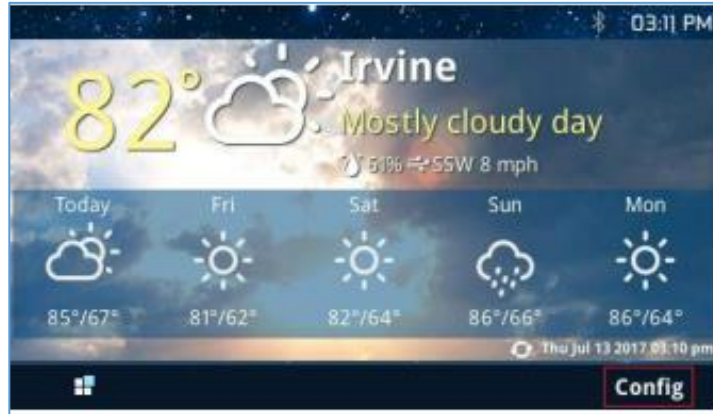 03:11 PM
82°
Irvine
Mostly cloudy day
51% SSW 8 mph
Today Fri Sat Sun Mon
85°/67° 81°/62° 82°/64° 86°/66° 86°/64°
Thu Jul 13 2017 03:10 pm
Config